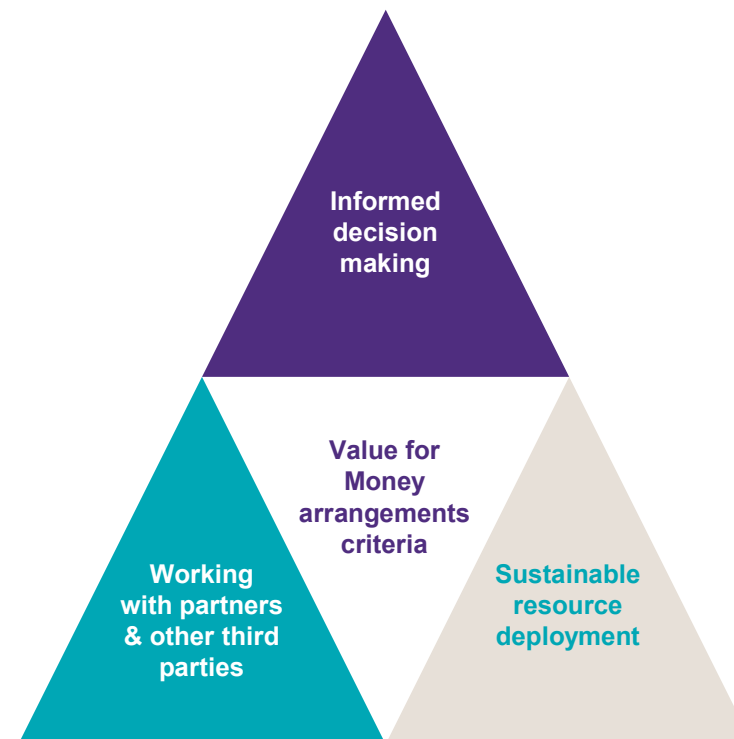 Informed
decision
making
Value for
Money
arrangements
criteria
Working
with partners
& other third
parties
Sustainable
resource
deployment